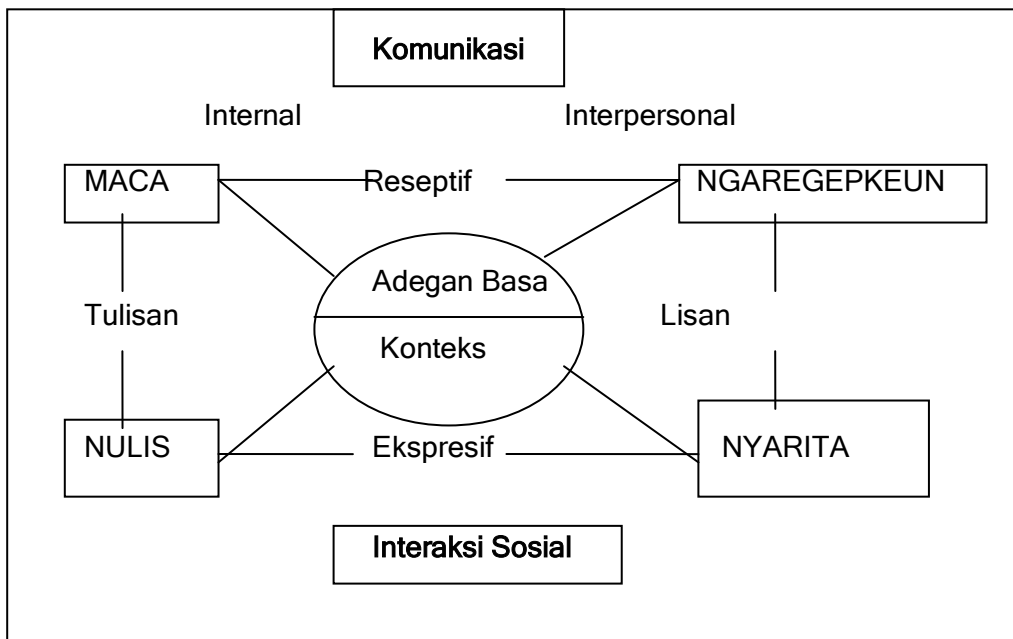 Komunikasi
Internal Interpersonal
MACA Reseptif NGAREGEPKEUN
Adegan Basa
Tulisan Lisan
Konteks
NULIS Ekspresif NYARITA
Interaksi Sosial